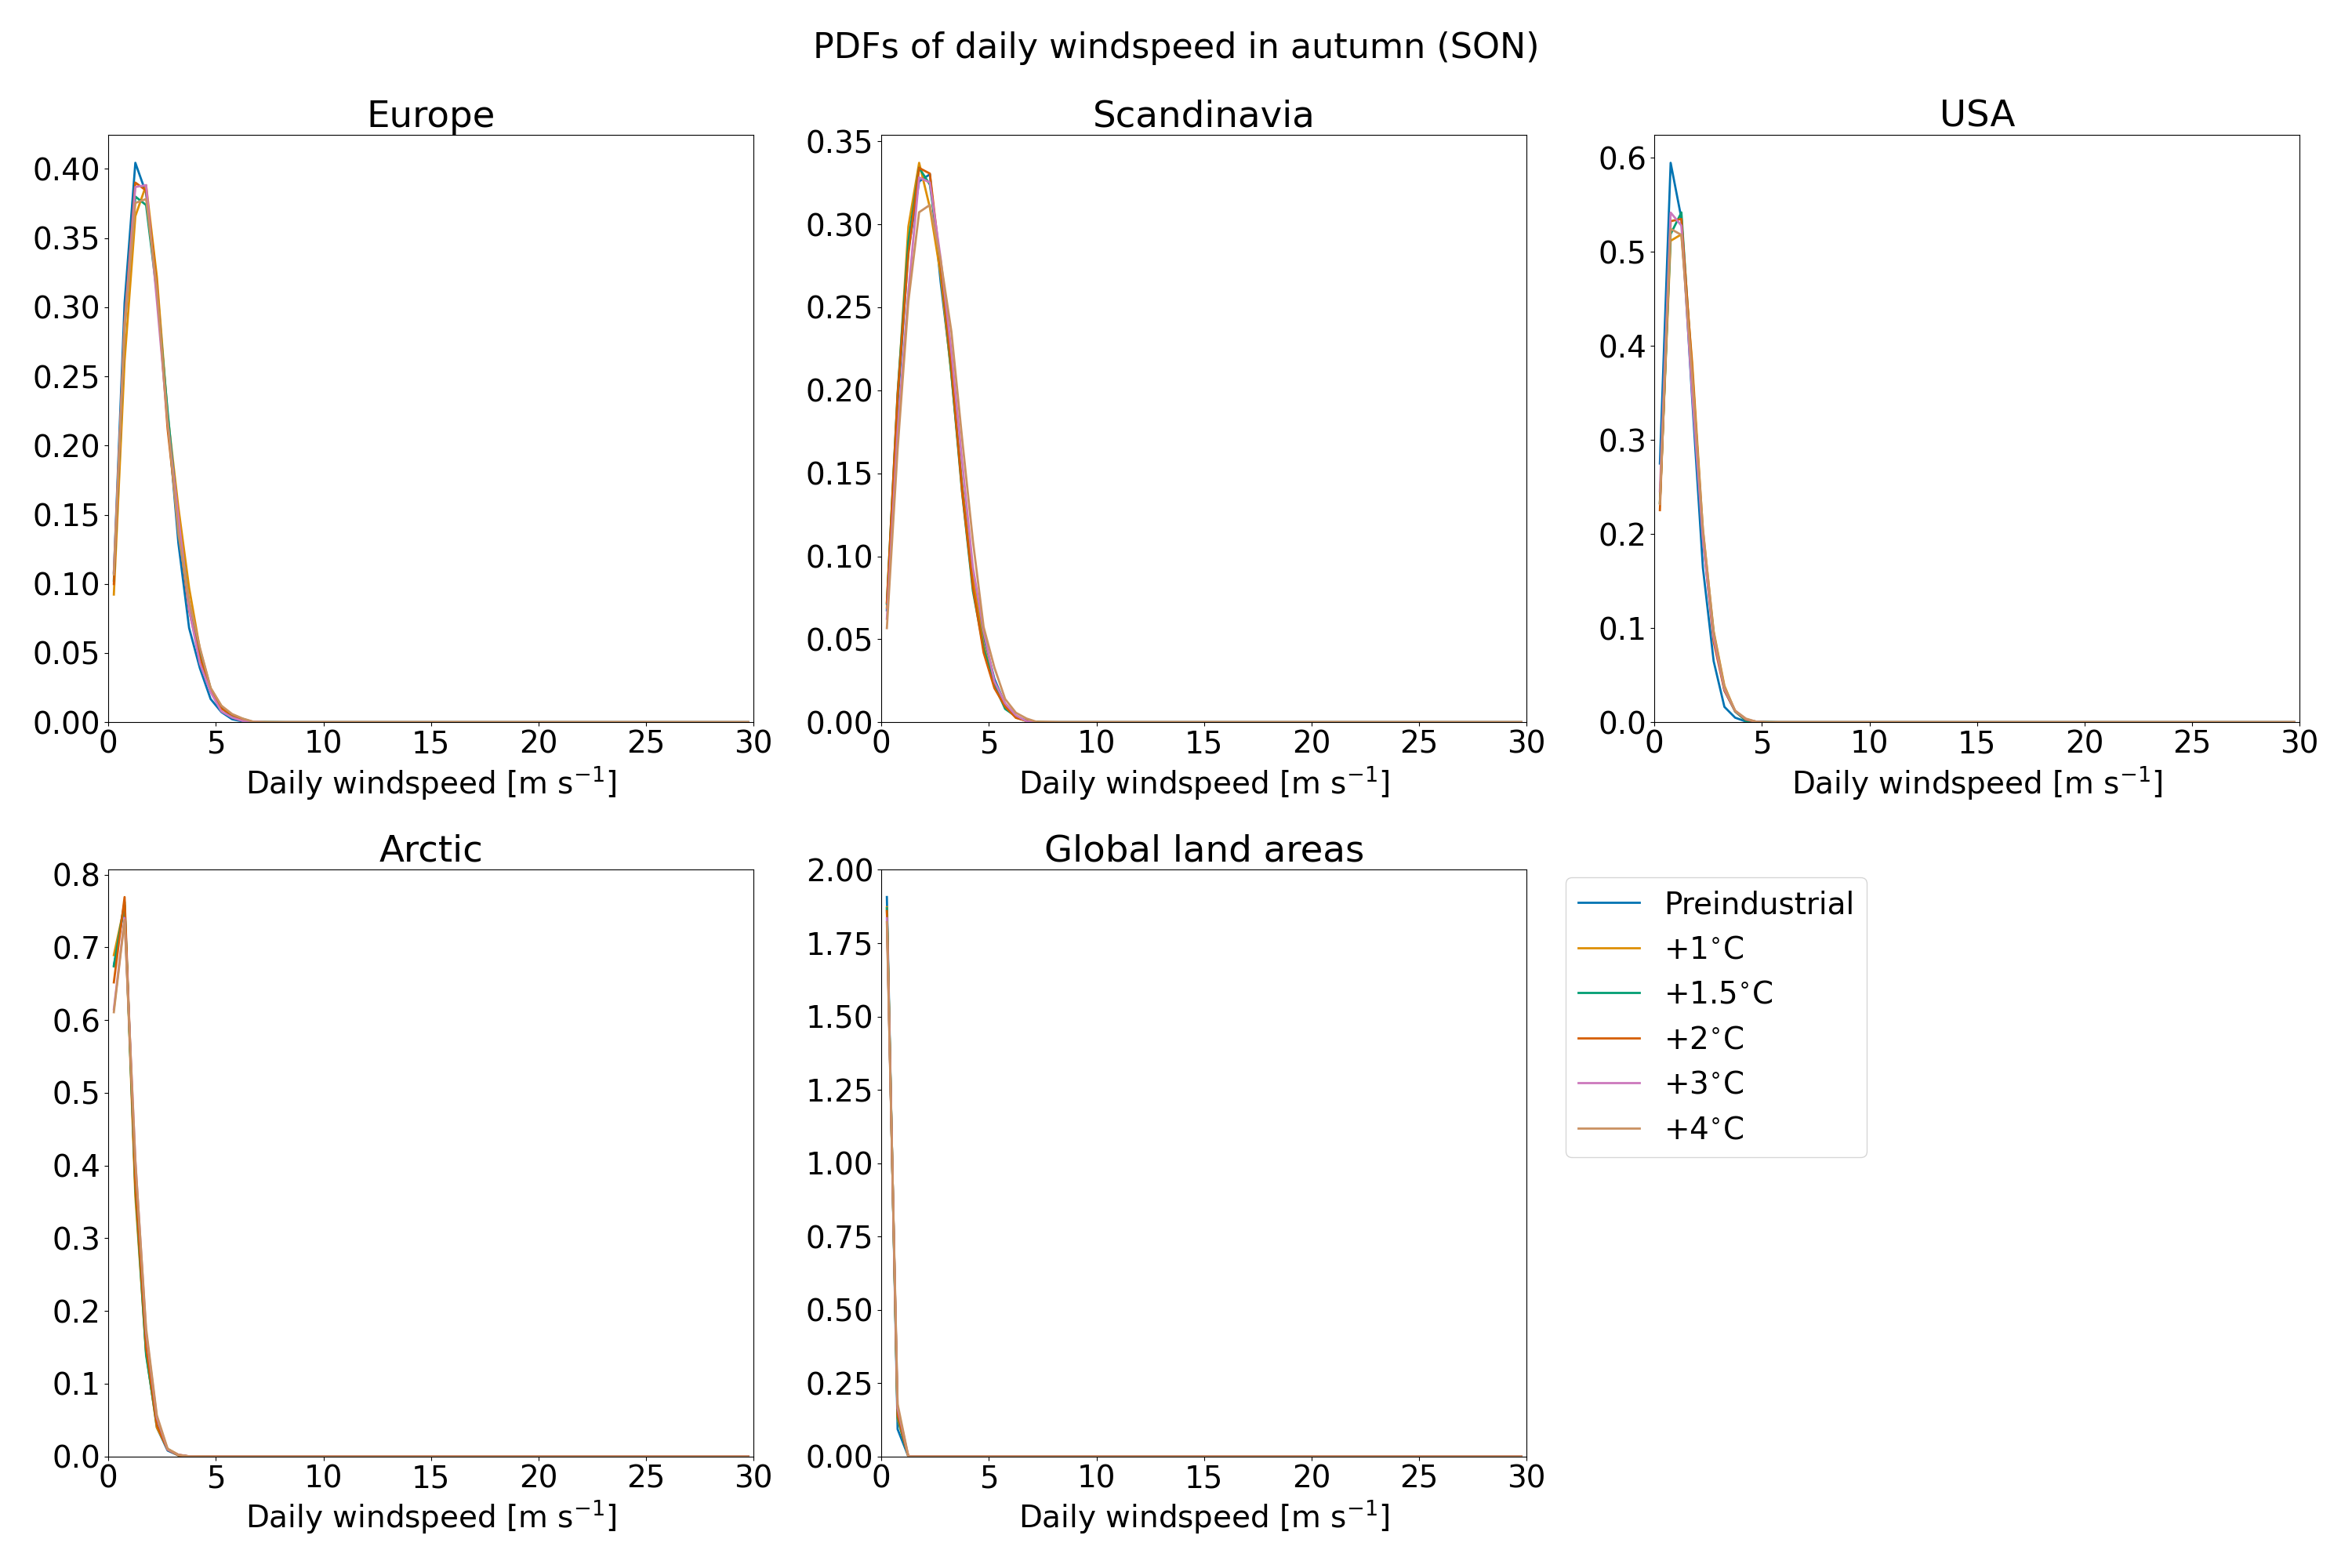 PDFs of daily windspeed in autumn (SON)
Europe
0.40
0.35
0.30
0.25
0.20
0.15
0.10
0.05
0.00
0 5 10 15 20 25 30
Daily windspeed [m s⁻¹]
Scandinavia
0.35
0.30
0.25
0.20
0.15
0.10
0.05
0.00
0 5 10 15 20 25 30
Daily windspeed [m s⁻¹]
USA
0.6
0.5
0.4
0.3
0.2
0.1
0.0
0 5 10 15 20 25 30
Daily windspeed [m s⁻¹]
Arctic
0.8
0.7
0.6
0.5
0.4
0.3
0.2
0.1
0.0
0 5 10 15 20 25 30
Daily windspeed [m s⁻¹]
Global land areas
2.00
1.75
1.50
1.25
1.00
0.75
0.50
0.25
0.00
0 5 10 15 20 25 30
Daily windspeed [m s⁻¹]
Preindustrial
+1°C
+1.5°C
+2°C
+3°C
+4°C